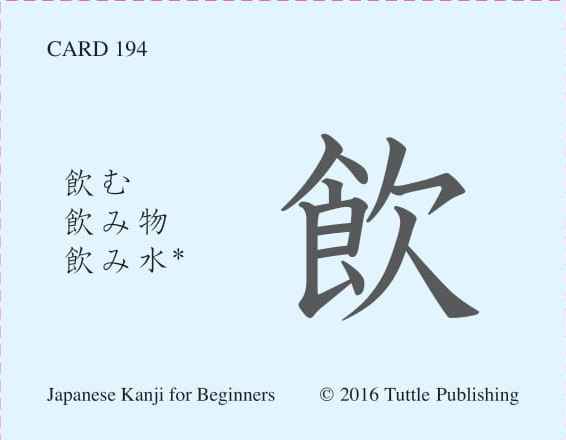 CARD 194
飲む
飲み物
飲み水*
飲
Japanese Kanji for Beginners © 2016 Tuttle Publishing